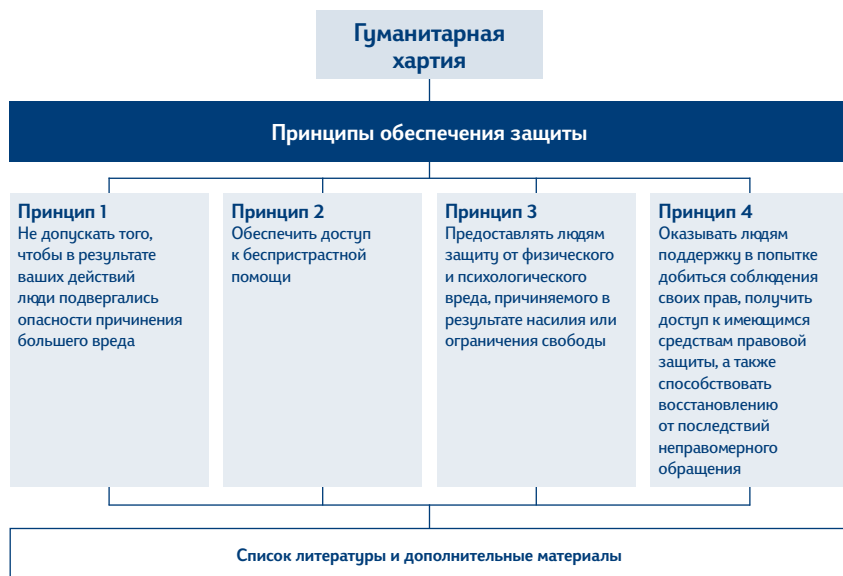 Гуманитарная
хартия
Принципы обеспечения защиты
Принцип 1
Не допускать того,
чтобы в результате
ваших действий
люди подвергались
опасности причинения
большего вреда
Принцип 2
Обеспечить доступ
к беспристрастной
помощи
Принцип 3
Предоставлять людям
защиту от физического
и психологического
вреда, причиняемого в
результате насилия или
ограничения свободы
Принцип 4
Оказывать людям
поддержку в попытке
добиться соблюдения
своих прав, получить
доступ к имеющимся
средствам правовой
защиты, а также
способствовать
восстановлению
от последствий
неправомерного
обращения
Список литературы и дополнительные материалы